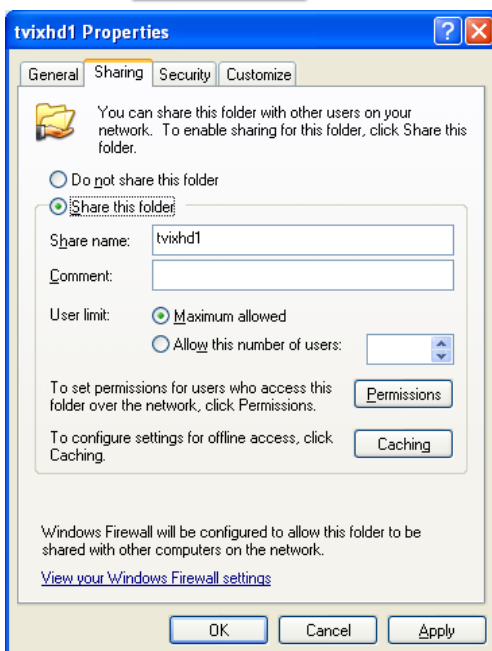 tvixhd1 Properties
General Sharing Security Customize
You can share this folder with other users on your
network. To enable sharing for this folder, click Share this
folder.
Do not share this folder
Share this folder
Share name: tvixhd1
Comment:
User limit: Maximum allowed
Allow this number of users:
To set permissions for users who access this
folder over the network, click Permissions.
Permissions
To configure settings for offline access, click
Caching.
Caching
Windows Firewall will be configured to allow this folder to be
shared with other computers on the network.
View your Windows Firewall settings
OK Cancel Apply